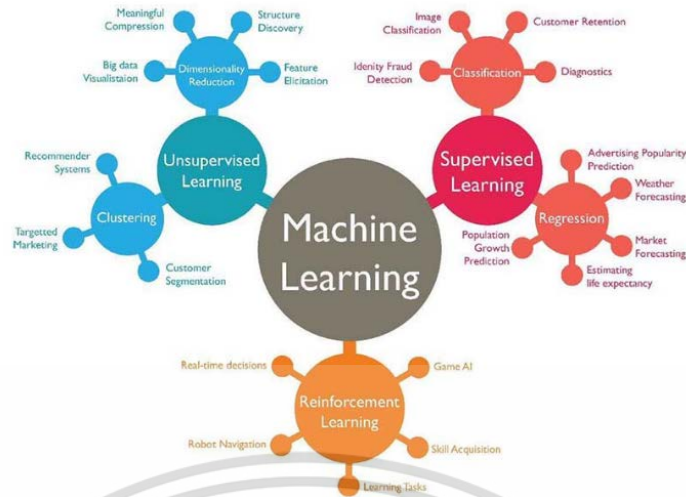 Meaningful
Compression
Structure
Discovery
Big data
Visualistaion
Dimensionality
Reduction
Feature
Elicitation
Image
Classification
Customer Retention
Idenity Fraud
Detection
Classification
Diagnostics
Recommender
Systems
Unsupervised
Learning
Clustering
Targetted
Marketing
Customer
Segmentation
Machine
Learning
Supervised
Learning
Advertising Popularity
Prediction
Weather
Forecasting
Regression
Population
Growth
Prediction
Market
Forecasting
Estimating
life expectancy
Real-time decisions
Game AI
Reinforcement
Learning
Robot Navigation
Skill Acquisition
Learning Tasks